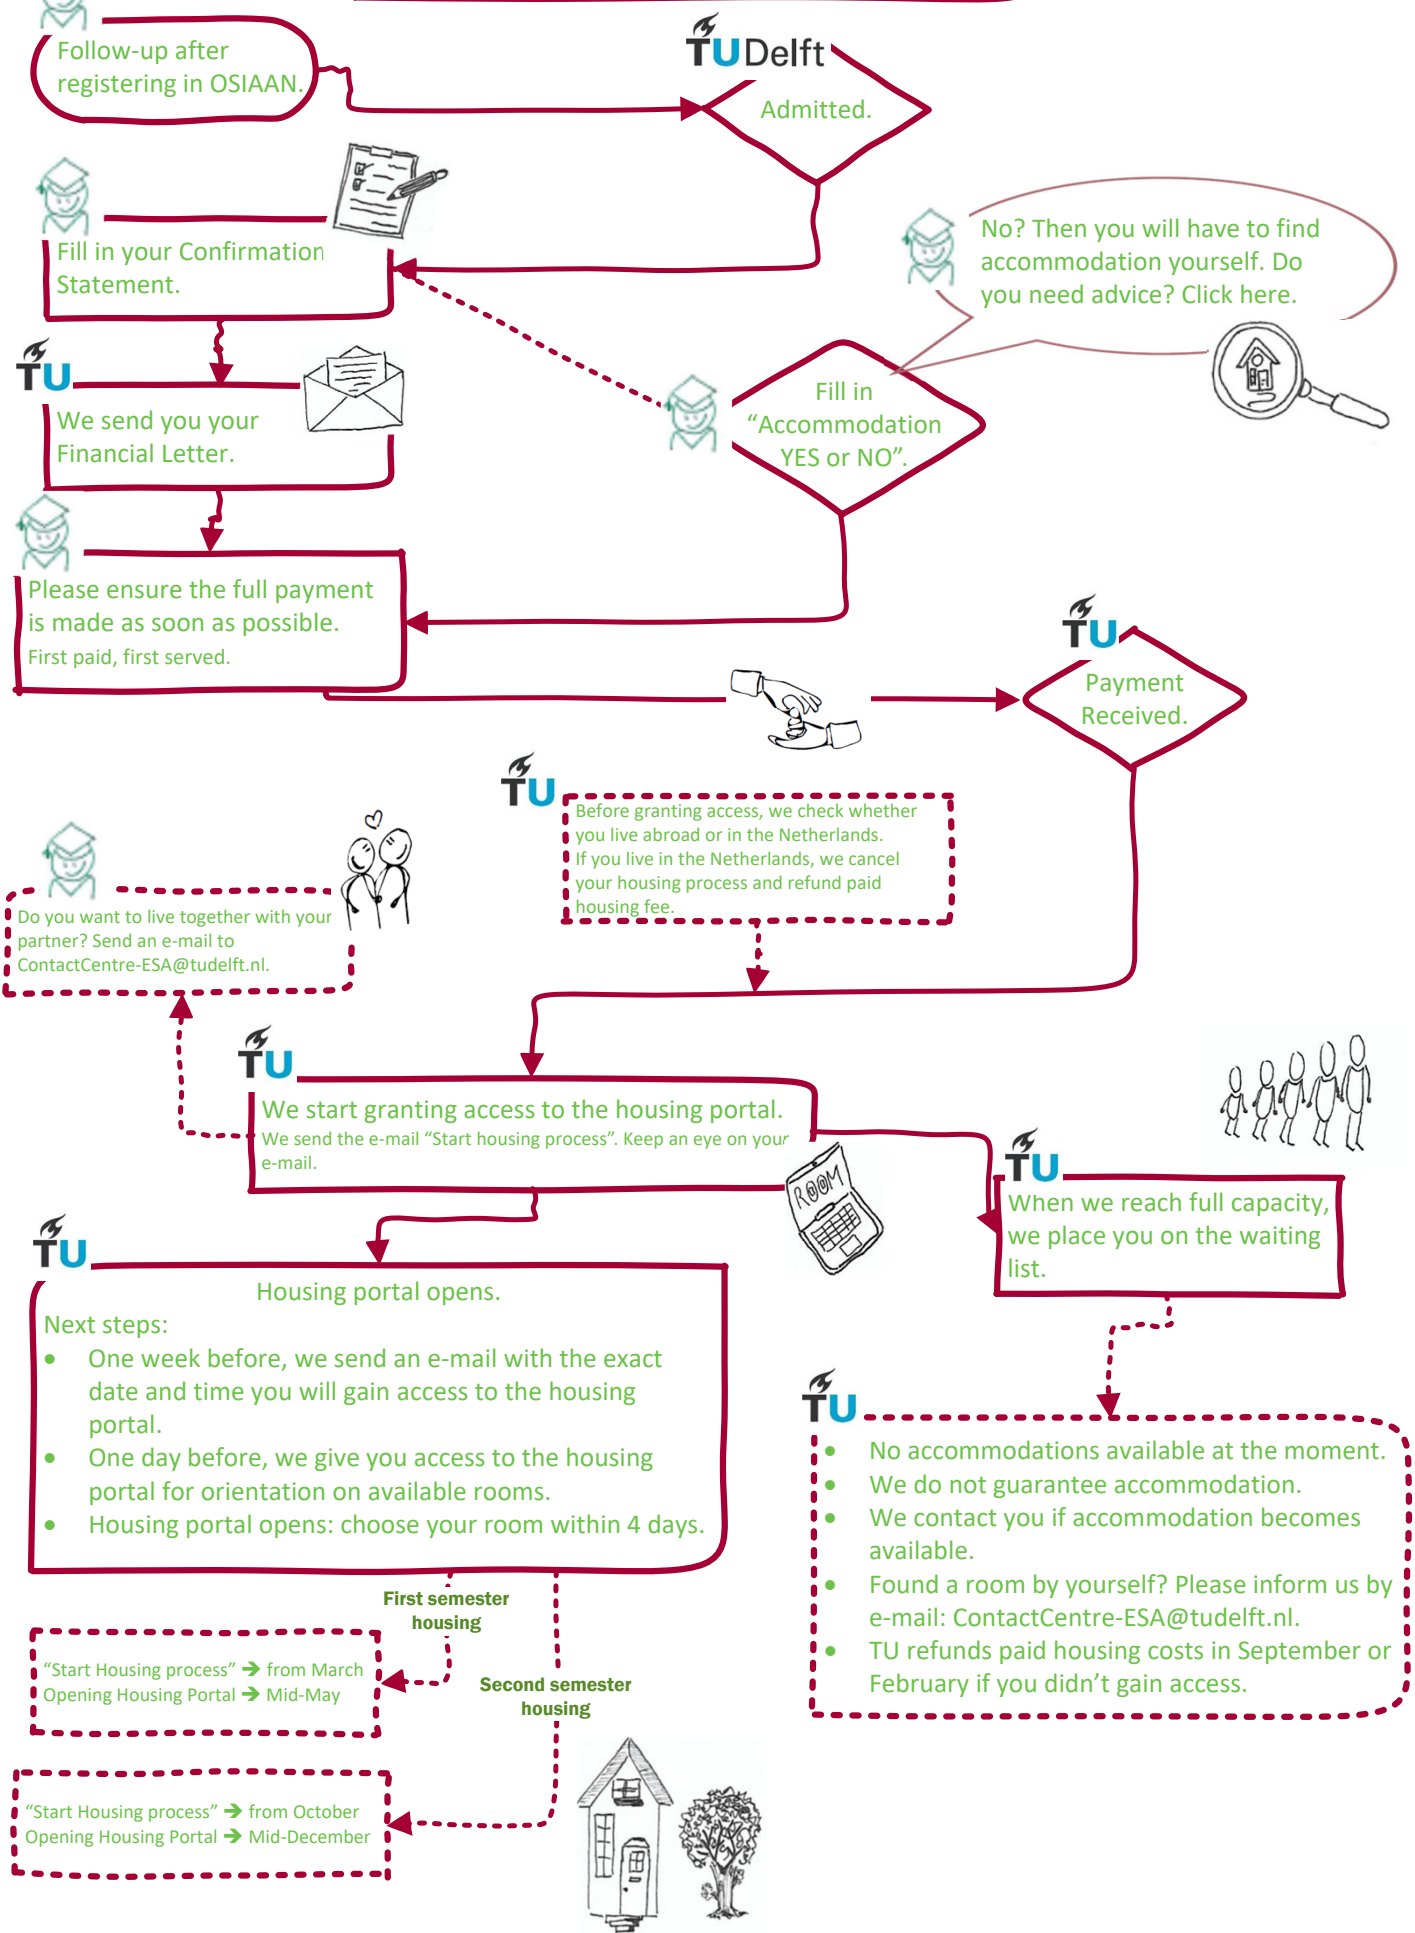 TUDelft
Follow-up after
registering in OSIAAN.
Admitted.
Fill in your Confirmation
Statement.
No? Then you will have to find
accommodation yourself. Do
you need advice? Click here.
TU
We send you your
Financial Letter.
Fill in
“Accommodation
YES or NO”.
Please ensure the full payment
is made as soon as possible.
First paid, first served.
TU
Payment
Received.
TU
Before granting access, we check whether
you live abroad or in the Netherlands.
If you live in the Netherlands, we cancel
your housing process and refund paid
housing fee.
Do you want to live together with your
partner? Send an e-mail to
ContactCentre-ESA@tudelft.nl.
TU
We start granting access to the housing portal.
We send the e-mail “Start housing process”. Keep an eye on your
e-mail.
ROOM
TU
When we reach full capacity,
we place you on the waiting
list.
TU
Housing portal opens.
Next steps:
• One week before, we send an e-mail with the exact
date and time you will gain access to the housing
portal.
• One day before, we give you access to the housing
portal for orientation on available rooms.
• Housing portal opens: choose your room within 4 days.
TU
• No accommodations available at the moment.
• We do not guarantee accommodation.
• We contact you if accommodation becomes
available.
• Found a room by yourself? Please inform us by
e-mail: ContactCentre-ESA@tudelft.nl.
• TU refunds paid housing costs in September or
February if you didn’t gain access.
First semester
housing
“Start Housing process” ➔ from March
Opening Housing Portal ➔ Mid-May
Second semester
housing
“Start Housing process” ➔ from October
Opening Housing Portal ➔ Mid-December